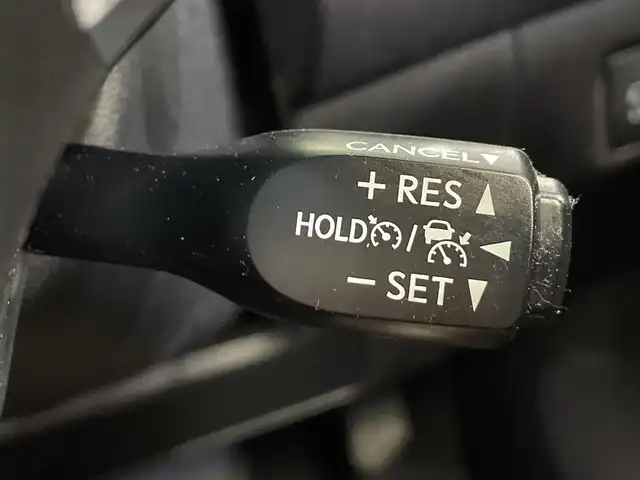 CANCEL▼
+ RES ▲
HOLD / ◀
− SET ▼